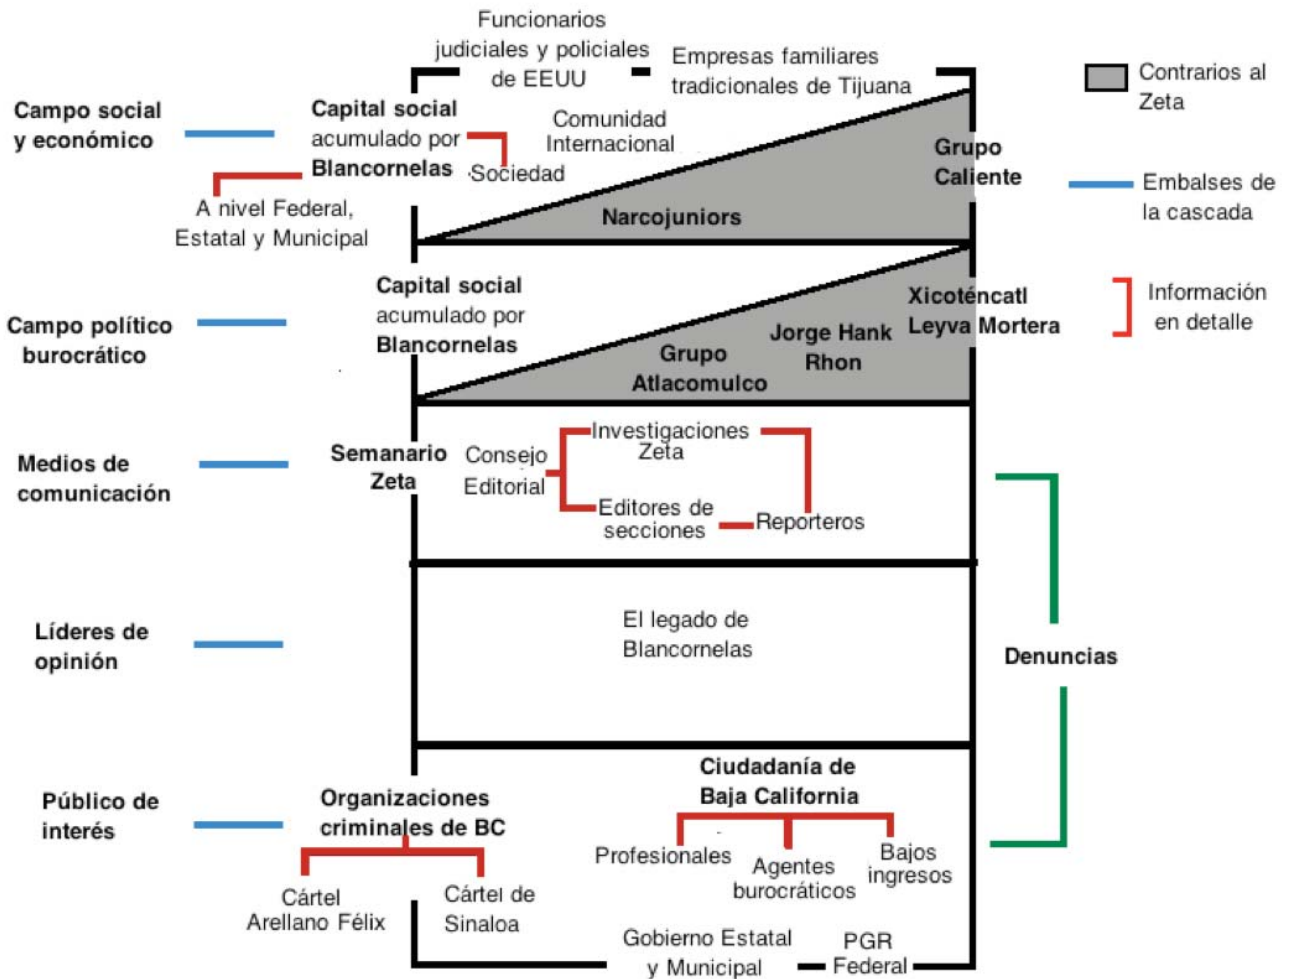 Funcionarios
judiciales y policiales
de EEUU
Empresas familiares
tradicionales de Tijuana
Contrarios al
Zeta
Campo social
y económico
Capital social
acumulado por
Blancornelas
Sociedad
Comunidad
Internacional
A nivel Federal,
Estatal y Municipal
Grupo
Caliente
Narcojuniors
Embalses de
la cascada
Campo político
burocrático
Capital social
acumulado por
Blancornelas
Grupo
Atlacomulco
Jorge Hank
Rhon
Xicoténcatl
Leyva Mortera
Información
en detalle
Medios de
comunicación
Semanario
Zeta
Consejo
Editorial
Investigaciones
Zeta
Editores de
secciones
Reporteros
Líderes de
opinión
El legado de
Blancornelas
Denuncias
Público de
interés
Organizaciones
criminales de BC
Cártel
Arellano Félix
Cártel de
Sinaloa
Ciudadanía de
Baja California
Profesionales
Agentes
burocráticos
Bajos
ingresos
Gobierno Estatal
y Municipal
PGR
Federal